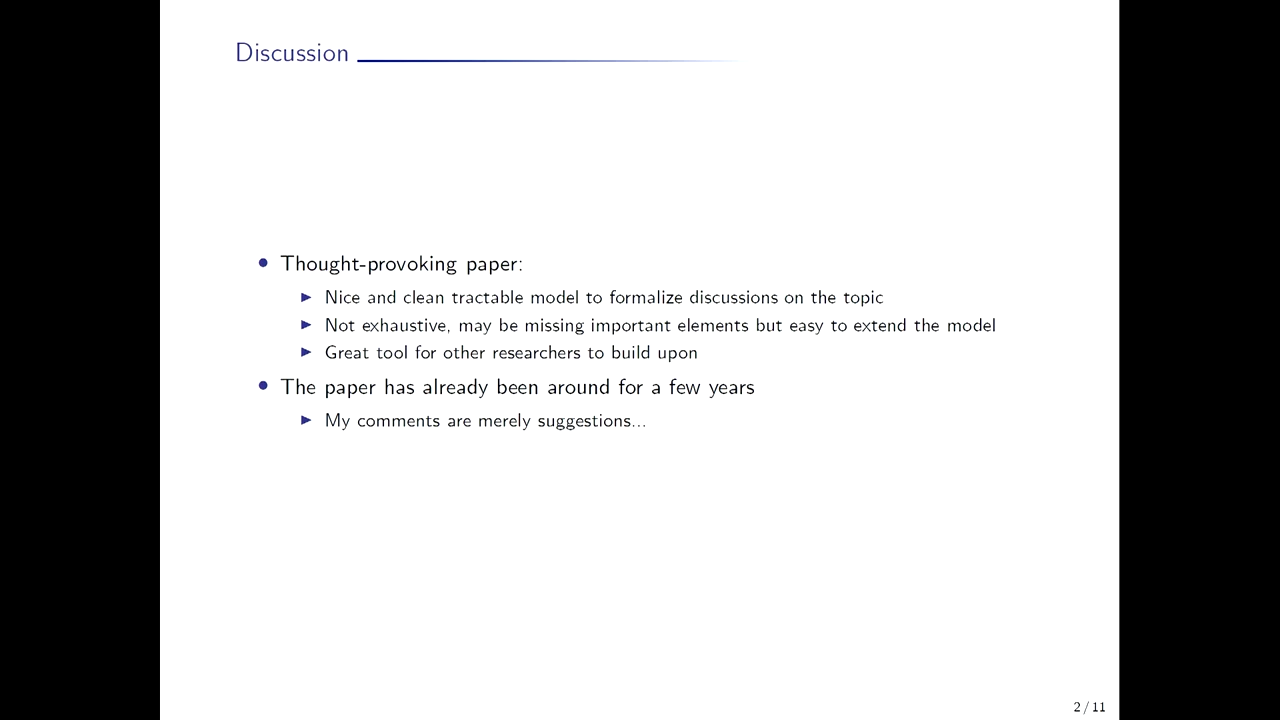 Discussion
• Thought-provoking paper:
▶ Nice and clean tractable model to formalize discussions on the topic
▶ Not exhaustive, may be missing important elements but easy to extend the model
▶ Great tool for other researchers to build upon
• The paper has already been around for a few years
▶ My comments are merely suggestions...
2 / 11